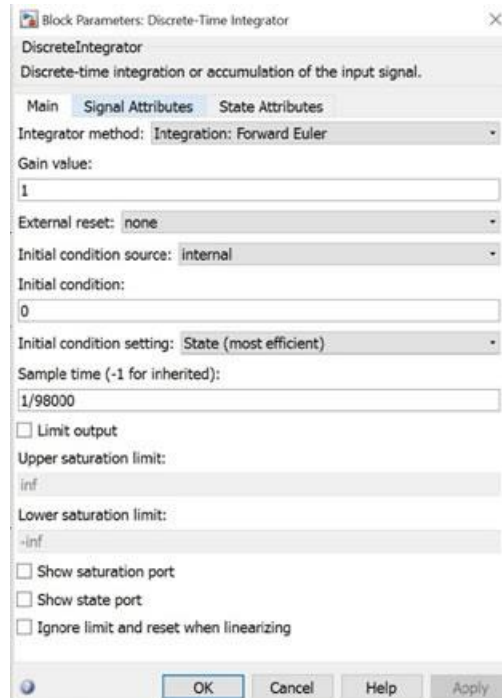 Block Parameters: Discrete-Time Integrator
DiscreteIntegrator
Discrete-time integration or accumulation of the input signal.
Main Signal Attributes State Attributes
Integrator method: Integration: Forward Euler
Gain value:
1
External reset: none
Initial condition source: internal
Initial condition:
0
Initial condition setting: State (most efficient)
Sample time (-1 for inherited):
1/98000
Limit output
Upper saturation limit:
inf
Lower saturation limit:
-inf
Show saturation port
Show state port
Ignore limit and reset when linearizing
OK Cancel Help Apply